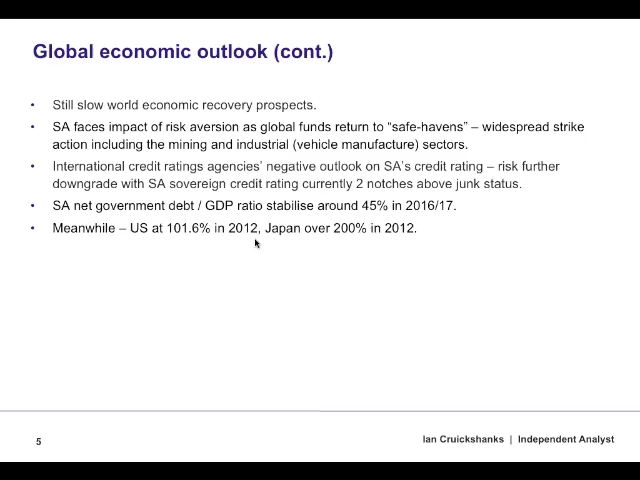 Global economic outlook (cont.)
• Still slow world economic recovery prospects.
• SA faces impact of risk aversion as global funds return to “safe-havens” – widespread strike
action including the mining and industrial (vehicle manufacture) sectors.
• International credit ratings agencies’ negative outlook on SA’s credit rating – risk further
downgrade with SA sovereign credit rating currently 2 notches above junk status.
• SA net government debt / GDP ratio stabilise around 45% in 2016/17.
• Meanwhile – US at 101.6% in 2012, Japan over 200% in 2012.
5
Ian Cruickshanks | Independent Analyst